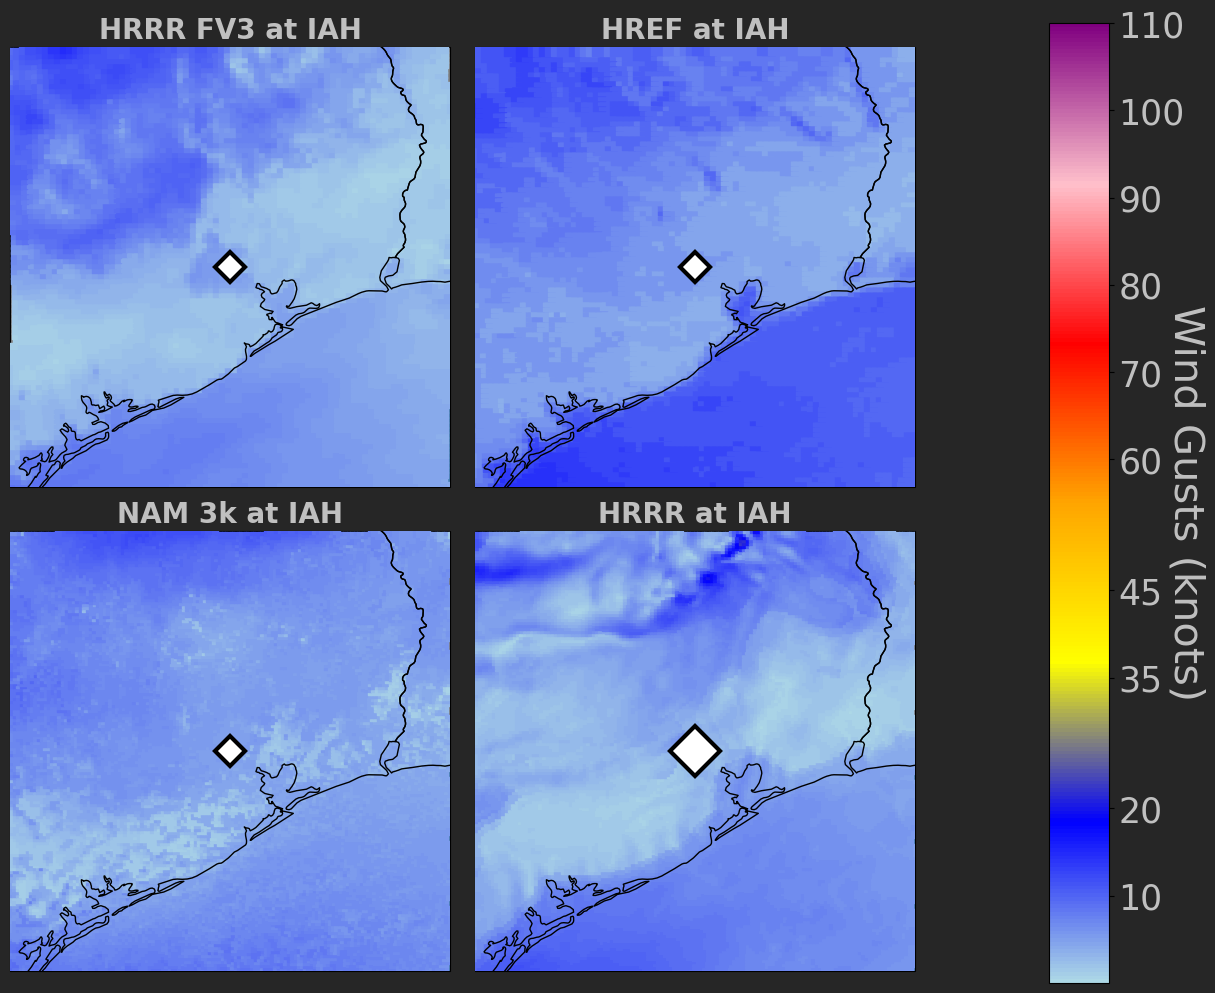 HRRR FV3 at IAH
HREF at IAH
NAM 3k at IAH
HRRR at IAH
110
100
90
80
70
60
45
35
20
10
Wind Gusts (knots)